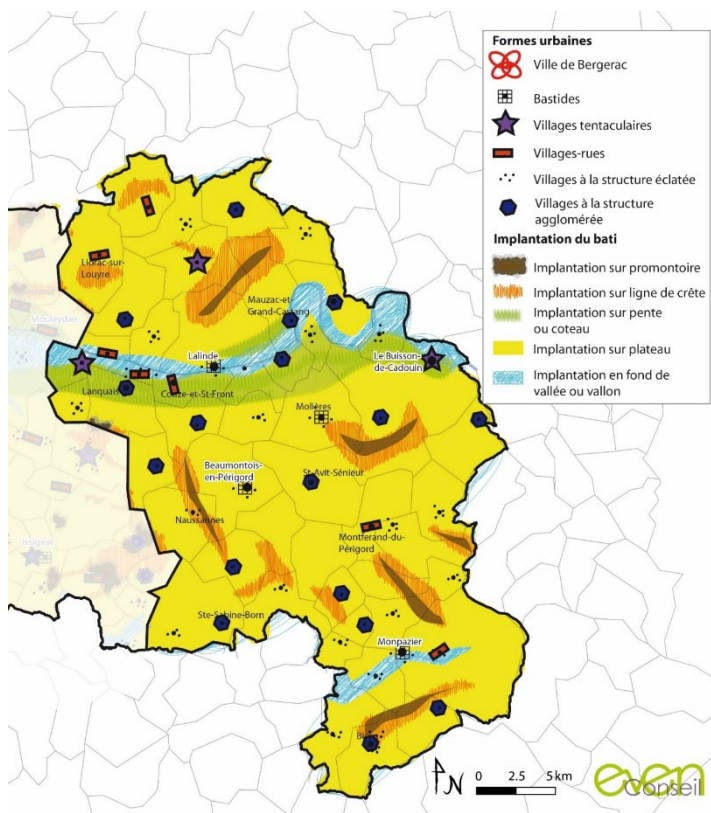 Formes urbaines
Ville de Bergerac
Bastides
Villages tentaculaires
Villages-rues
Villages à la structure éclatée
Villages à la structure
agglomérée
Implantation du bati
Implantation sur promontoire
Implantation sur ligne de crête
Implantation sur pente
ou coteau
Implantation sur plateau
Implantation en fond de
vallée ou vallon
Liorac-sur-
Louyre
Mouleydier
Mauzac-et-
Grand-Castang
Lalinde
Le Buisson-
de-Cadouin
Lanquais
Couze-et-St-Front
Molières
Beaumontois-
en-Périgord
St-Avit-Sénieur
Naussannes
Issigeac
Montferand-du-
Périgord
Ste-Sabine-Born
Monpazier
N
0 2.5 5 km
even
Conseil